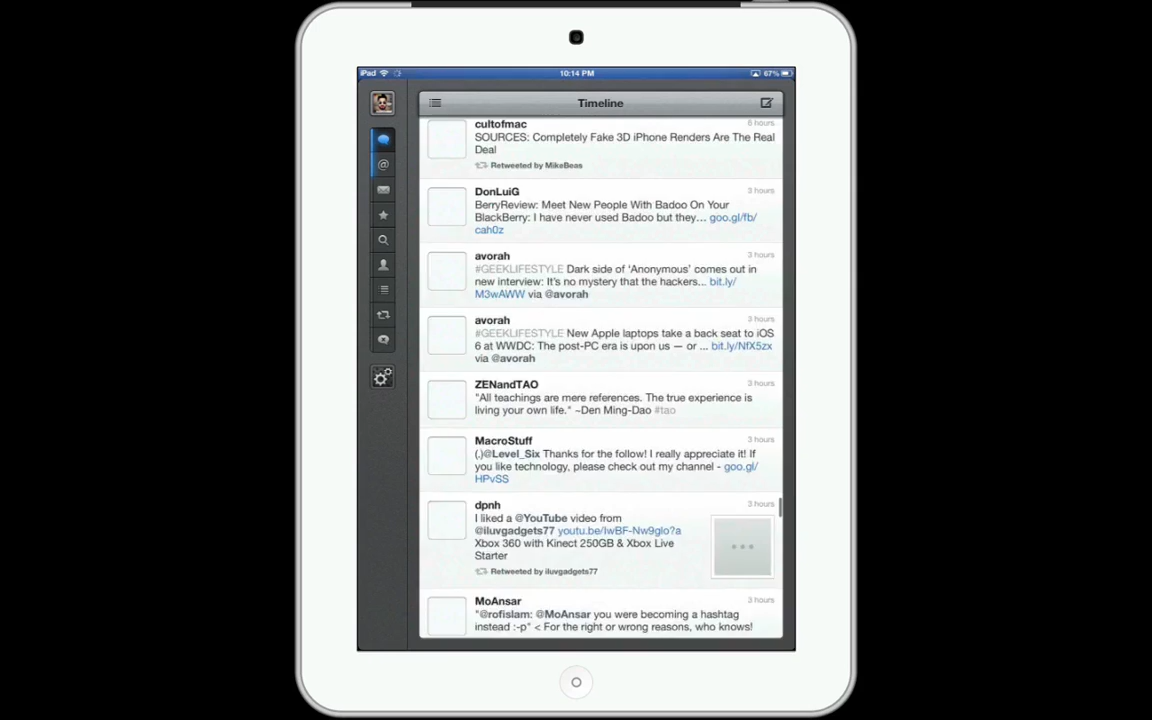 iPad
10:14 PM
67%
Timeline
cultofmac
6 hours
SOURCES: Completely Fake 3D iPhone Renders Are The Real
Deal
Retweeted by MikeBeas
DonLuiG
3 hours
BerryReview: Meet New People With Badoo On Your
BlackBerry: I have never used Badoo but they... goo.gl/fb/
cah0z
avorah
3 hours
#GEEKLIFESTYLE Dark side of 'Anonymous' comes out in
new interview: It's no mystery that the hackers... bit.ly/
M3wAWW via @avorah
avorah
3 hours
#GEEKLIFESTYLE New Apple laptops take a back seat to iOS
6 at WWDC: The post-PC era is upon us — or ... bit.ly/NfX5zx
via @avorah
ZENandTAO
3 hours
"All teachings are mere references. The true experience is
living your own life." ~Den Ming-Dao #tao
MacroStuff
3 hours
(.)@Level_Six Thanks for the follow! I really appreciate it! If
you like technology, please check out my channel - goo.gl/
HPvSS
dpnh
3 hours
I liked a @YouTube video from
@iluvgadgets77 youtu.be/IwBF-Nw9glo?a
Xbox 360 with Kinect 250GB & Xbox Live
Starter
Retweeted by iluvgadgets77
MoAnsar
3 hours
"@rofislam: @MoAnsar you were becoming a hashtag
instead :-p" < For the right or wrong reasons, who knows!